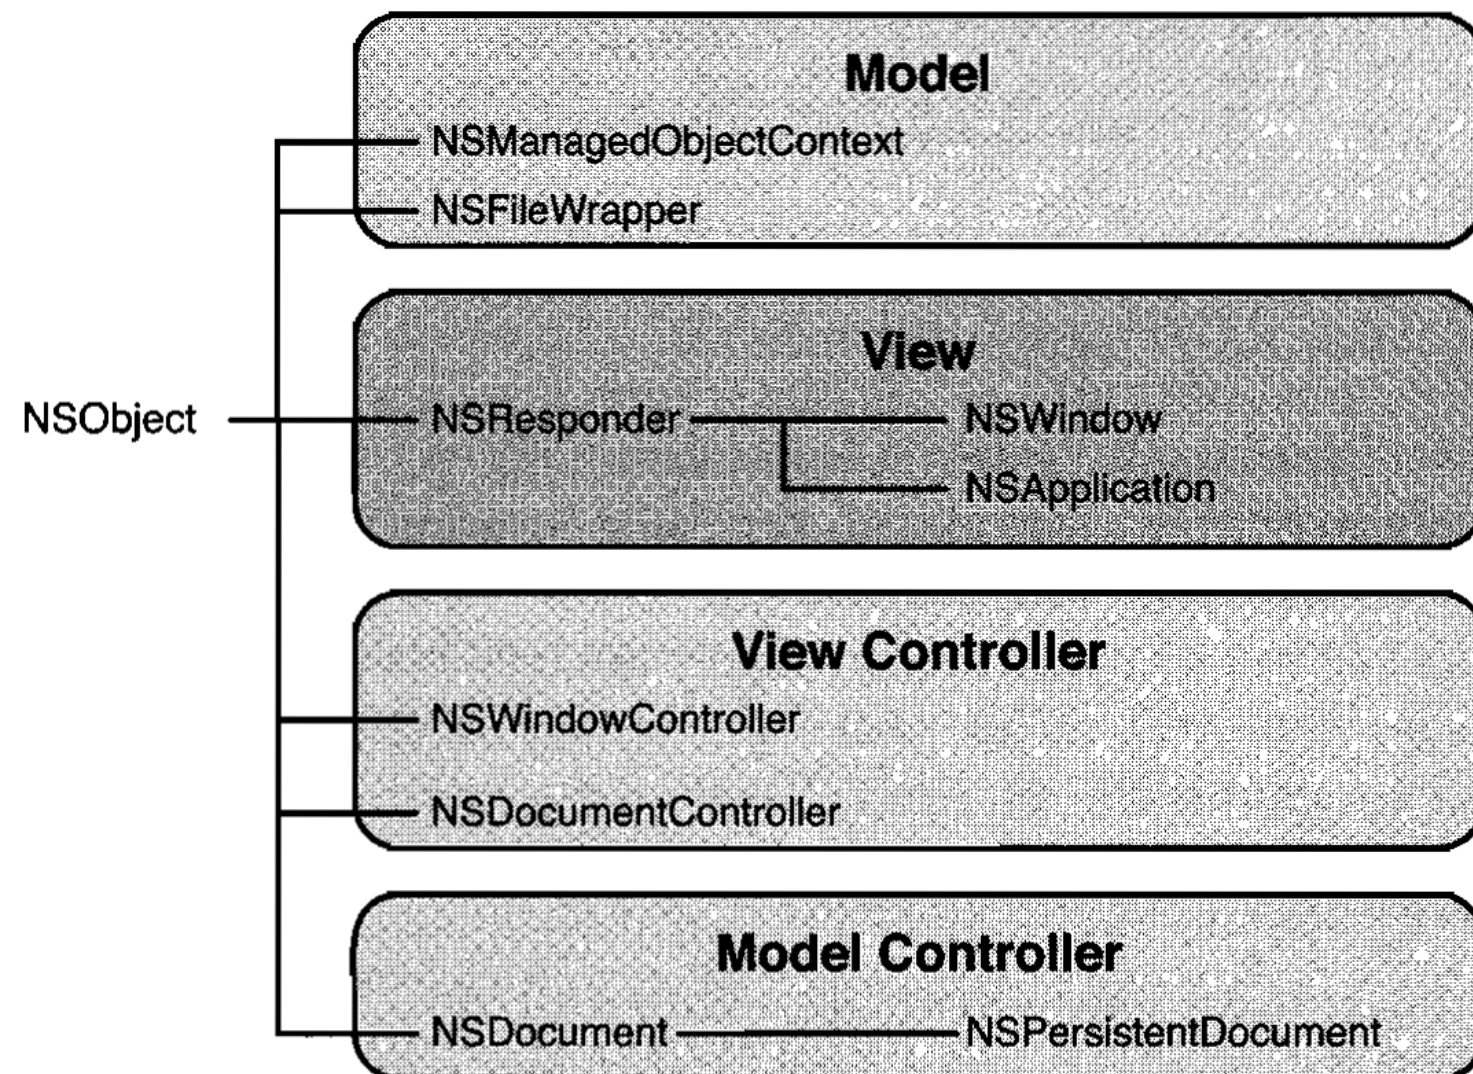 Model
NSManagedObjectContext
NSFileWrapper
View
NSObject
NSResponder
NSWindow
NSApplication
View Controller
NSWindowController
NSDocumentController
Model Controller
NSDocument
NSPersistentDocument